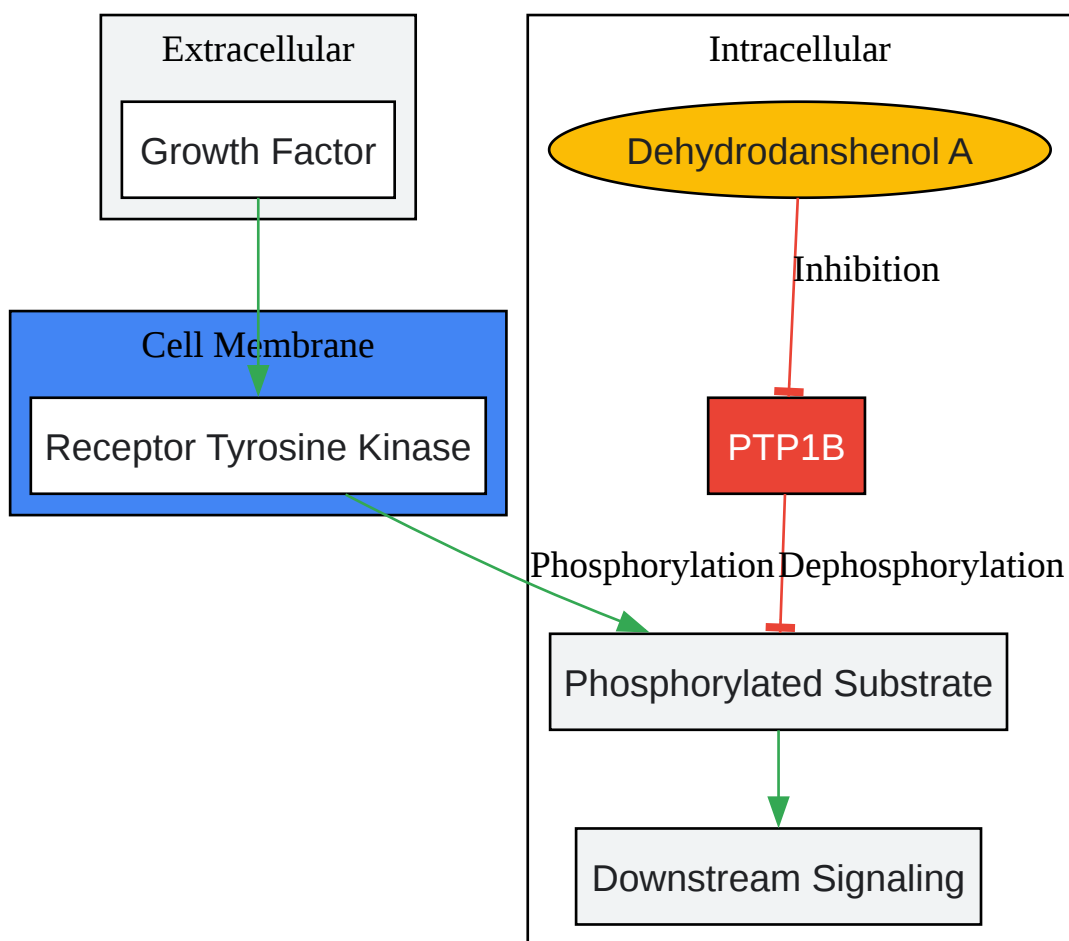 Extracellular
Growth Factor
Cell Membrane
Receptor Tyrosine Kinase
Intracellular
Dehydrodanshenol A
Inhibition
PTP1B
Phosphorylation
Dephosphorylation
Phosphorylated Substrate
Downstream Signaling